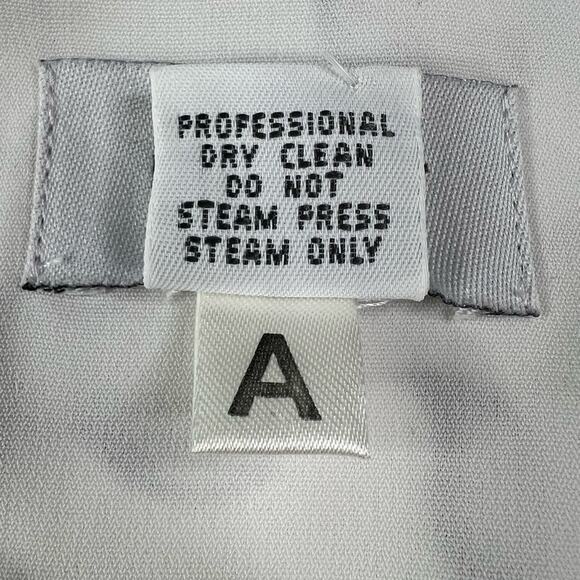 PROFESSIONAL
DRY CLEAN
DO NOT
STEAM PRESS
STEAM ONLY
A